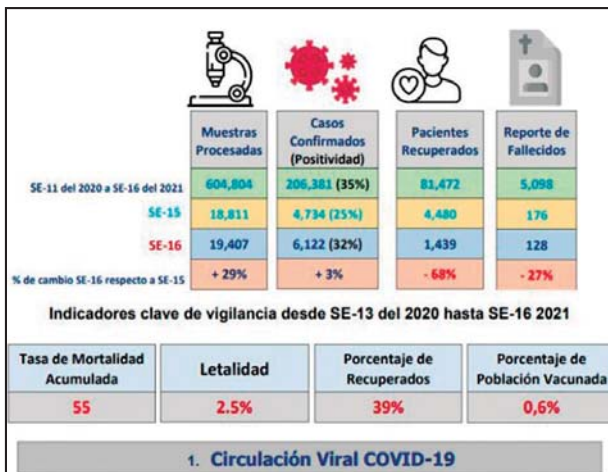 Muestras Procesadas
Casos Confirmados (Positividad)
Pacientes Recuperados
Reporte de Fallecidos
SE-11 del 2020 a SE-16 del 2021 604,804 206,381 (35%) 81,472 5,098
SE-15 18,811 4,734 (25%) 4,480 176
SE-16 19,407 6,122 (32%) 1,439 128
% de cambio SE-16 respecto a SE-15 + 29% + 3% - 68% - 27%
Indicadores clave de vigilancia desde SE-13 del 2020 hasta SE-16 2021
Tasa de Mortalidad Acumulada
Letalidad
Porcentaje de Recuperados
Porcentaje de Población Vacunada
55 2.5% 39% 0,6%
1. Circulación Viral COVID-19